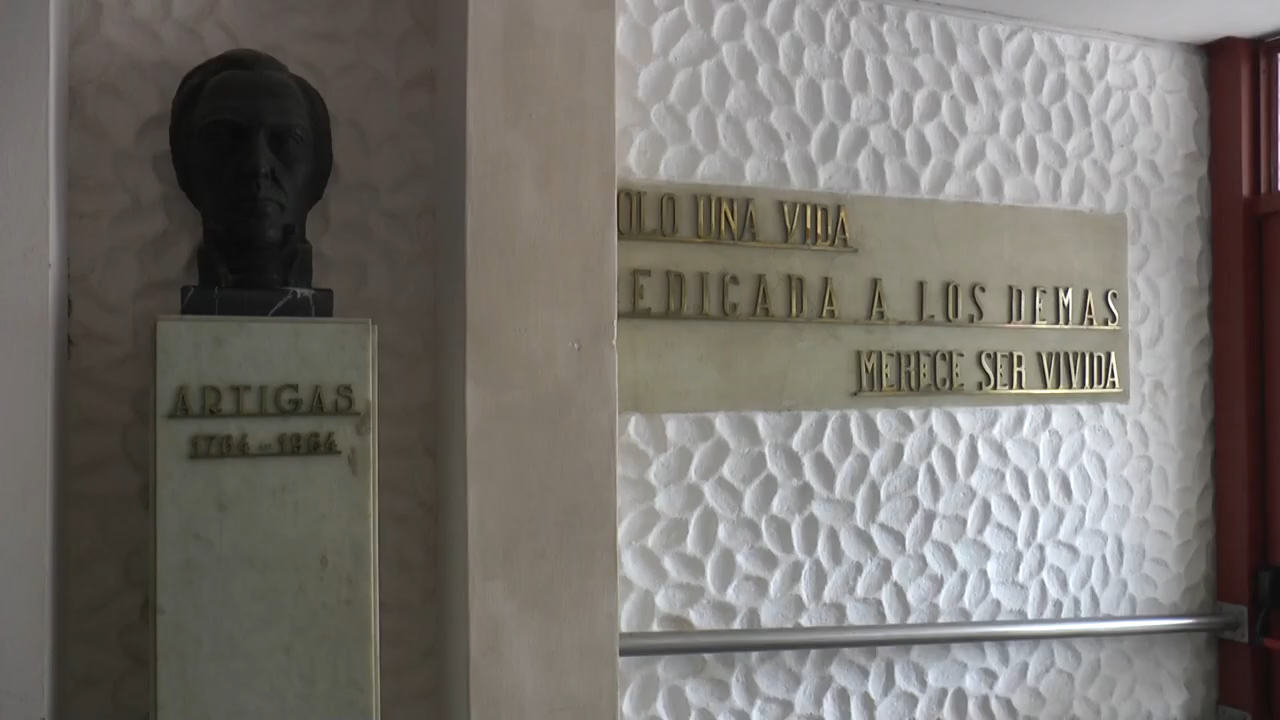 ARTIGAS
1764-1964
OLO UNA VIDA
EDICADA A LOS DEMAS
MERECE SER VIVIDA